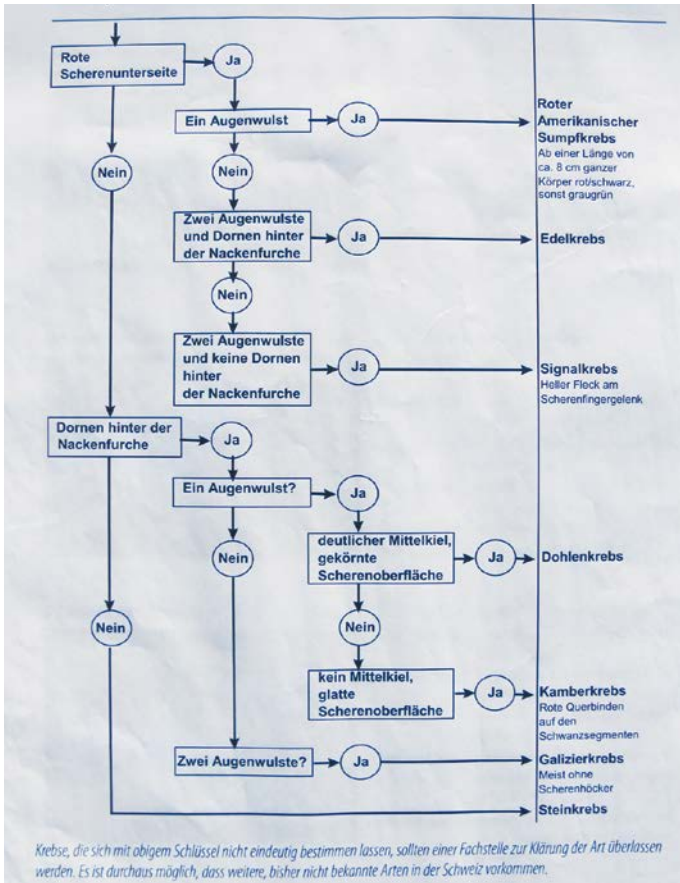 Rote
Scherenunterseite
Ja
Ein Augenwulst
Ja
Roter
Amerikanischer
Sumpfkrebs
Ab einer Länge von
ca. 8 cm ganzer
Körper rot/schwarz,
sonst graugrün
Nein
Nein
Zwei Augenwulste
und Dornen hinter
der Nackenfurche
Ja
Edelkrebs
Nein
Zwei Augenwulste
und keine Dornen
hinter
der Nackenfurche
Ja
Signalkrebs
Heller Fleck am
Scherenfingergelenk
Dornen hinter der
Nackenfurche
Ja
Ein Augenwulst?
Ja
Nein
deutlicher Mittelkiel,
gekörnte
Scherenoberfläche
Ja
Dohlenkrebs
Nein
Nein
kein Mittelkiel,
glatte
Scherenoberfläche
Ja
Kamberkrebs
Rote Querbinden
auf den
Schwanzsegmenten
Zwei Augenwulste?
Ja
Galizierkrebs
Meist ohne
Scherenhöcker
Steinkrebs
Krebse, die sich mit obigem Schlüssel nicht eindeutig bestimmen lassen, sollten einer Fachstelle zur Klärung der Art überlassen
werden. Es ist durchaus möglich, dass weitere, bisher nicht bekannte Arten in der Schweiz vorkommen.